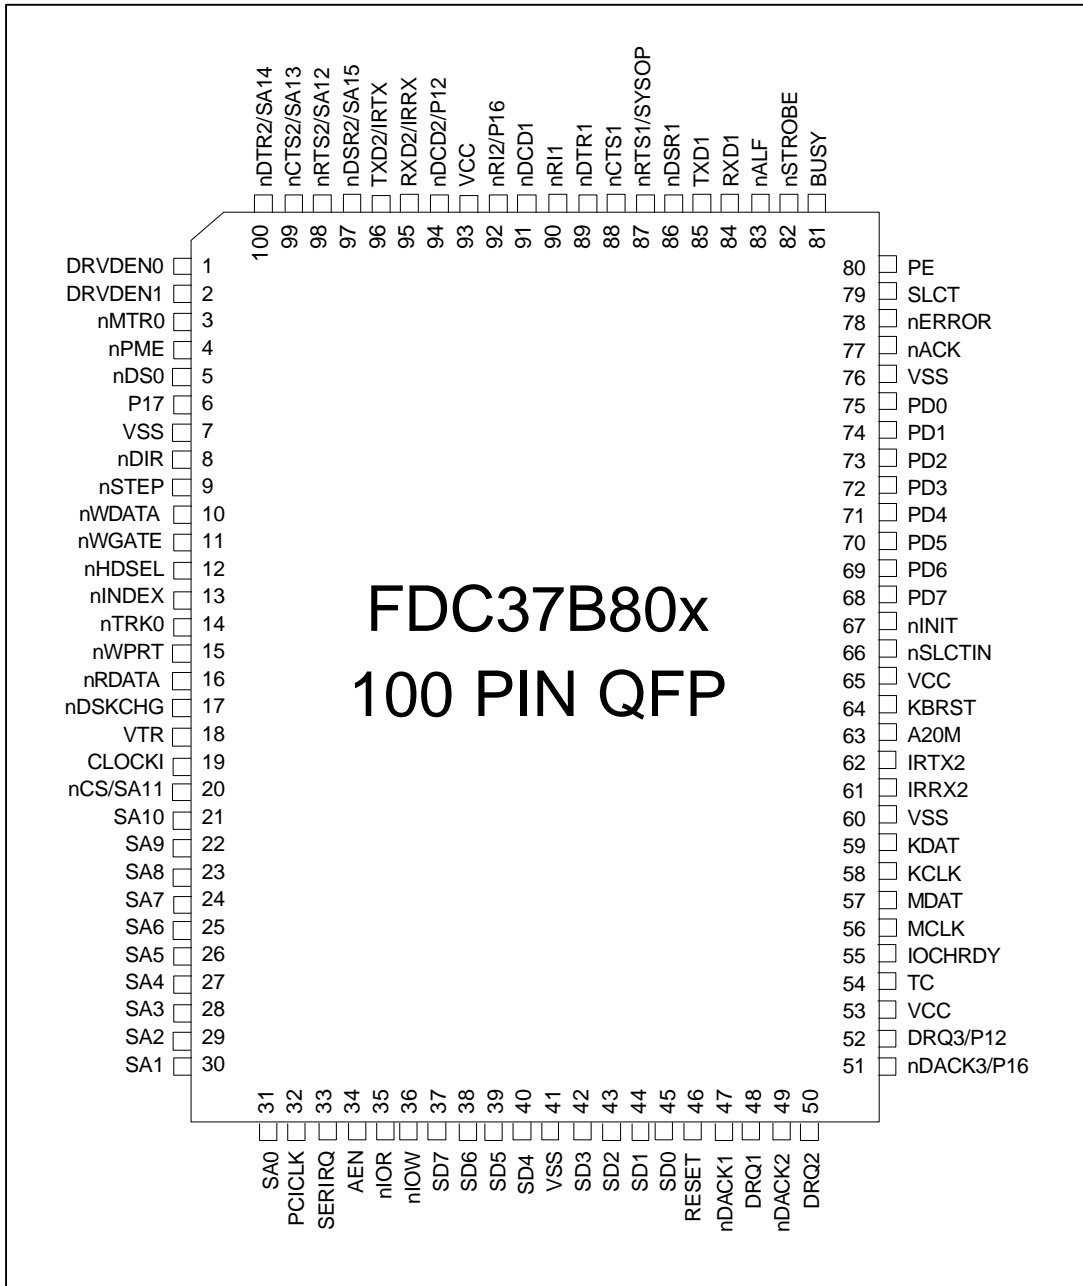 nDTR2/SA14
nCTS2/SA13
nRTS2/SA12
nDSR2/SA15
TXD2/IRTX
RXD2/IRRX
nDCD2/P12
VCC
nRI2/P16
nDCD1
nRI1
nDTR1
nCTS1
nRTS1/SYSOP
nDSR1
TXD1
RXD1
nALF
nSTROBE
BUSY
100
99
98
97
96
95
94
93
92
91
90
89
88
87
86
85
84
83
82
81
DRVDEN0 1
DRVDEN1 2
nMTR0 3
nPME 4
nDS0 5
P17 6
VSS 7
nDIR 8
nSTEP 9
nWDATA 10
nWGATE 11
nHDSEL 12
nINDEX 13
nTRK0 14
nWPRT 15
nRDATA 16
nDSKCHG 17
VTR 18
CLOCKI 19
nCS/SA11 20
SA10 21
SA9 22
SA8 23
SA7 24
SA6 25
SA5 26
SA4 27
SA3 28
SA2 29
SA1 30
FDC37B80x
100 PIN QFP
80 PE
79 SLCT
78 nERROR
77 nACK
76 VSS
75 PD0
74 PD1
73 PD2
72 PD3
71 PD4
70 PD5
69 PD6
68 PD7
67 nINIT
66 nSLCTIN
65 VCC
64 KBRST
63 A20M
62 IRTX2
61 IRRX2
60 VSS
59 KDAT
58 KCLK
57 MDAT
56 MCLK
55 IOCHRDY
54 TC
53 VCC
52 DRQ3/P12
51 nDACK3/P16
31
32
33
34
35
36
37
38
39
40
41
42
43
44
45
46
47
48
49
50
SA0
PCICLK
SERIRQ
AEN
nIOR
nIOW
SD7
SD6
SD5
SD4
VSS
SD3
SD2
SD1
SD0
RESET
nDACK1
DRQ1
nDACK2
DRQ2